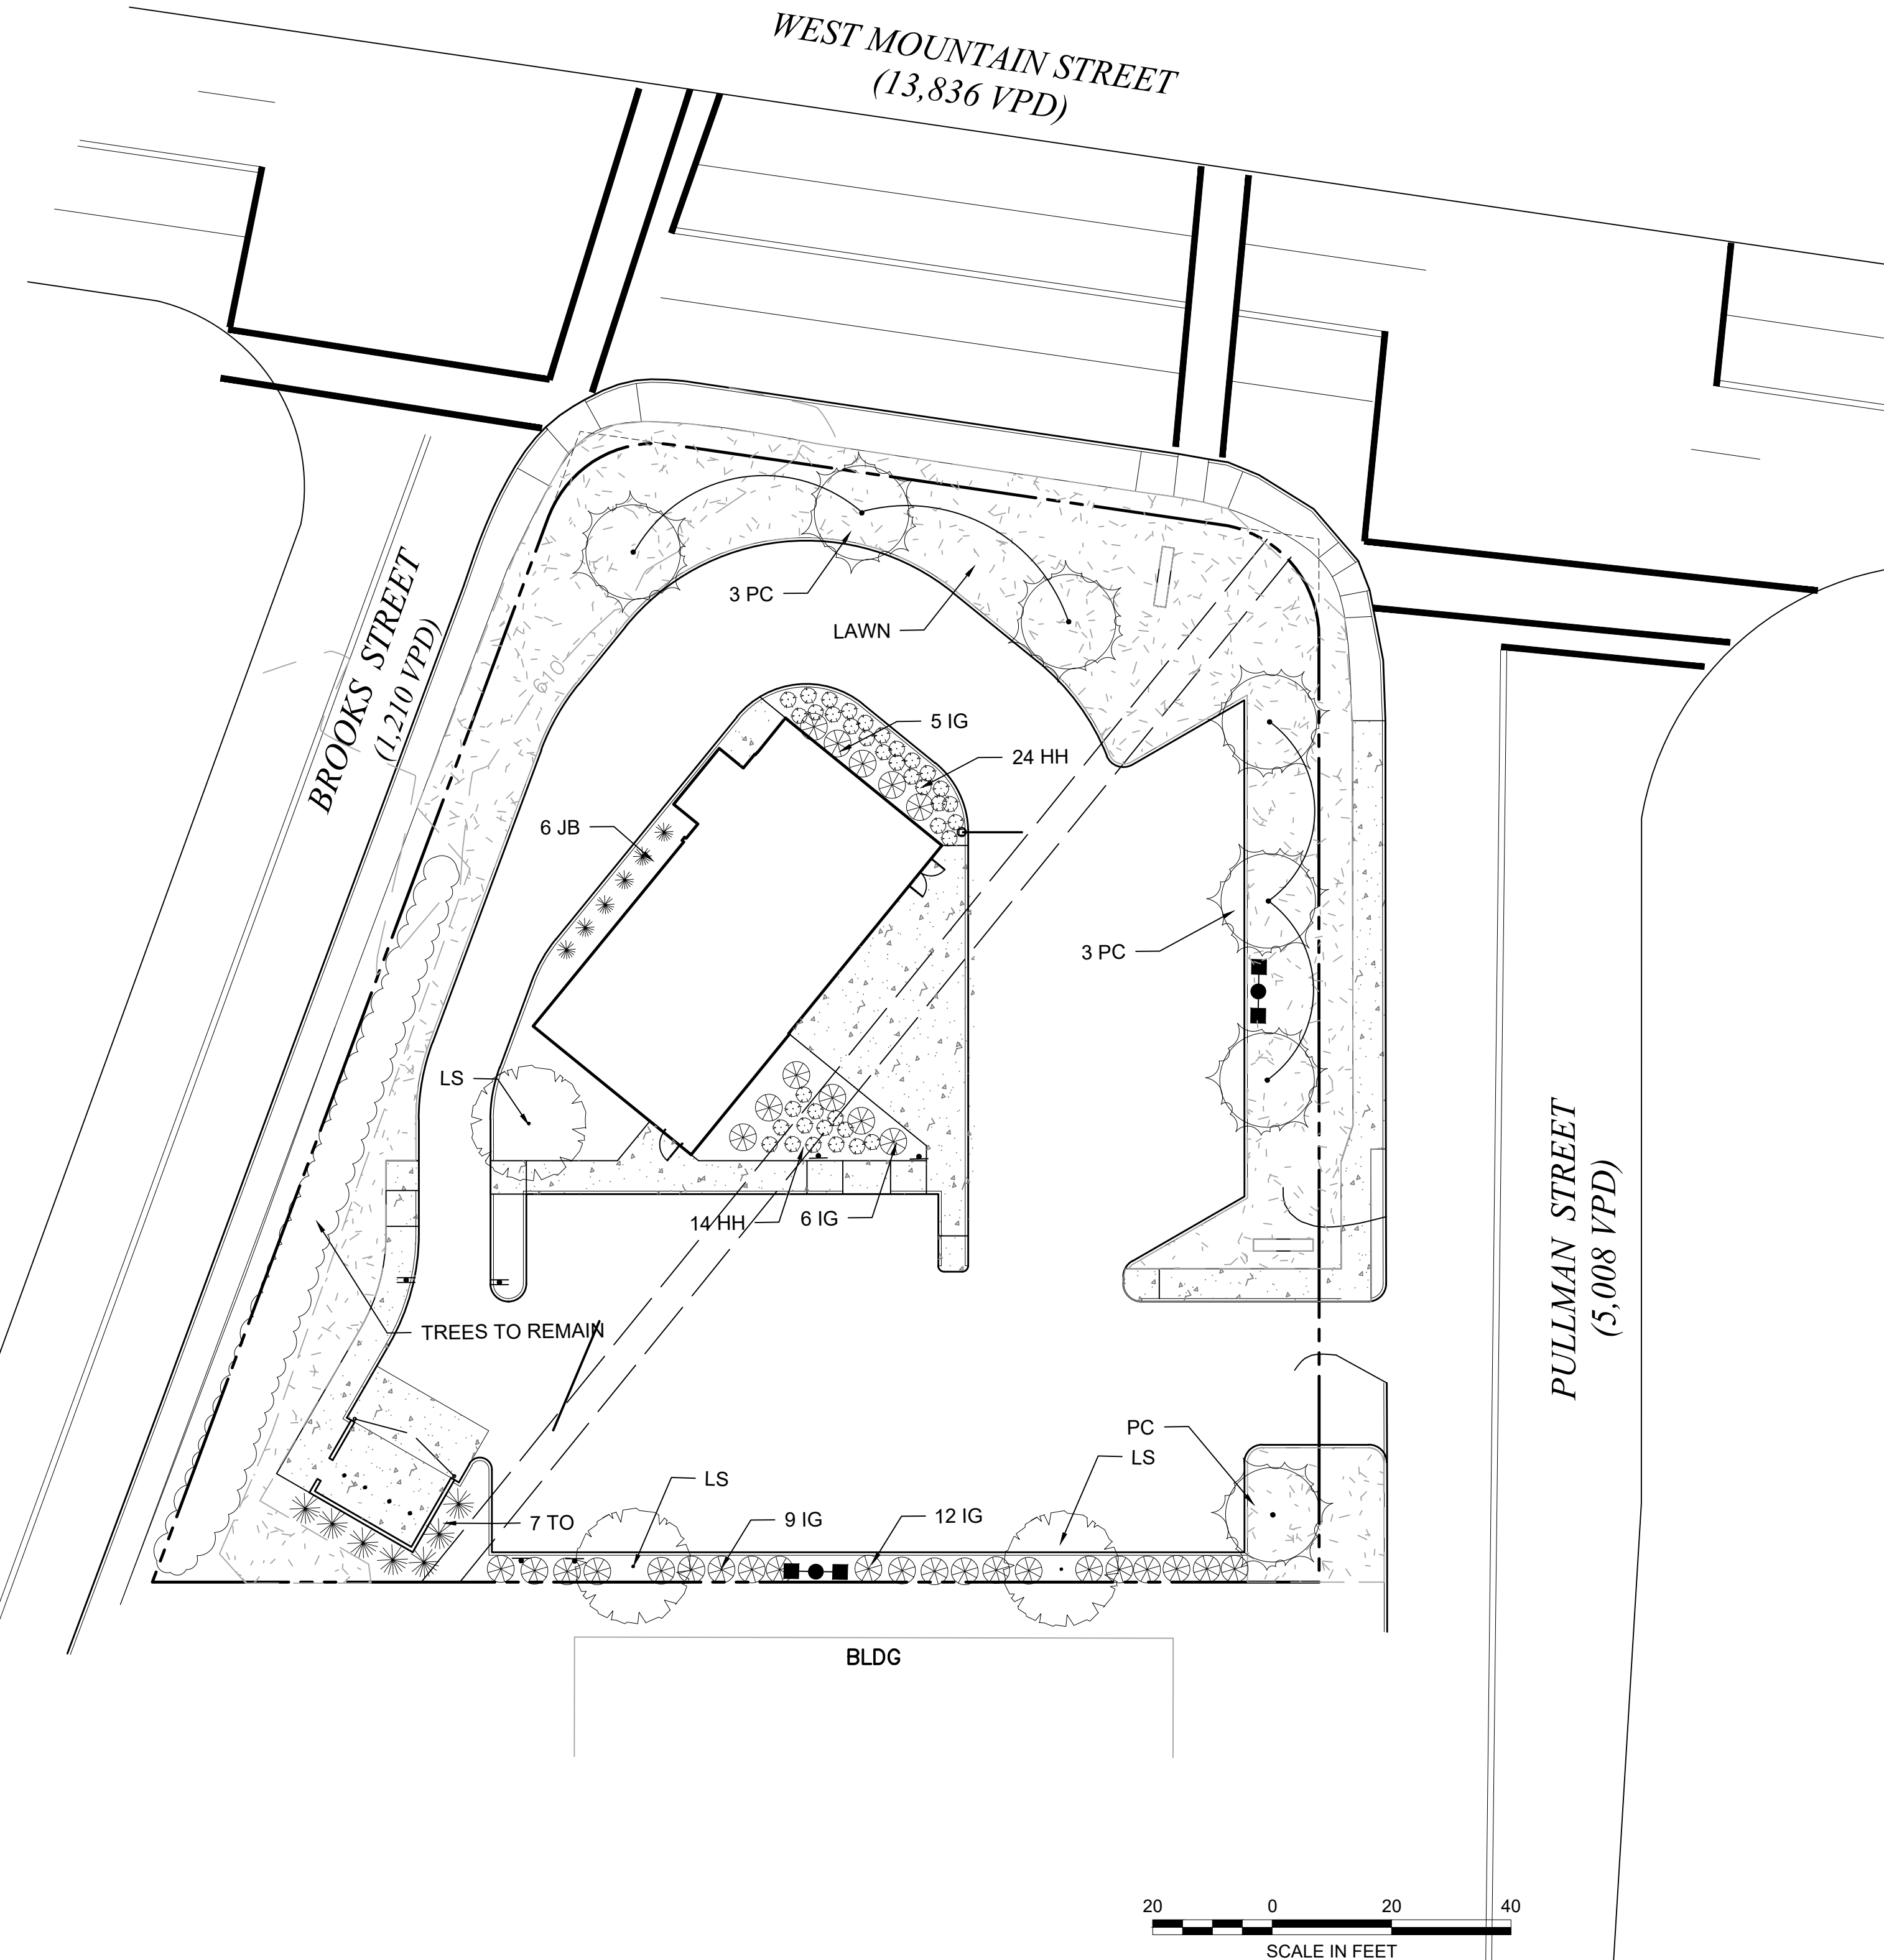 WEST MOUNTAIN STREET
(13,836 VPD)
BROOKS STREET
(1,210 VPD)
610
3 PC
LAWN
5 IG
24 HH
6 JB
3 PC
LS
14 HH
6 IG
TREES TO REMAIN
PULLMAN STREET
(5,008 VPD)
PC
LS
LS
9 IG
12 IG
7 TO
BLDG
20 0 20 40
SCALE IN FEET